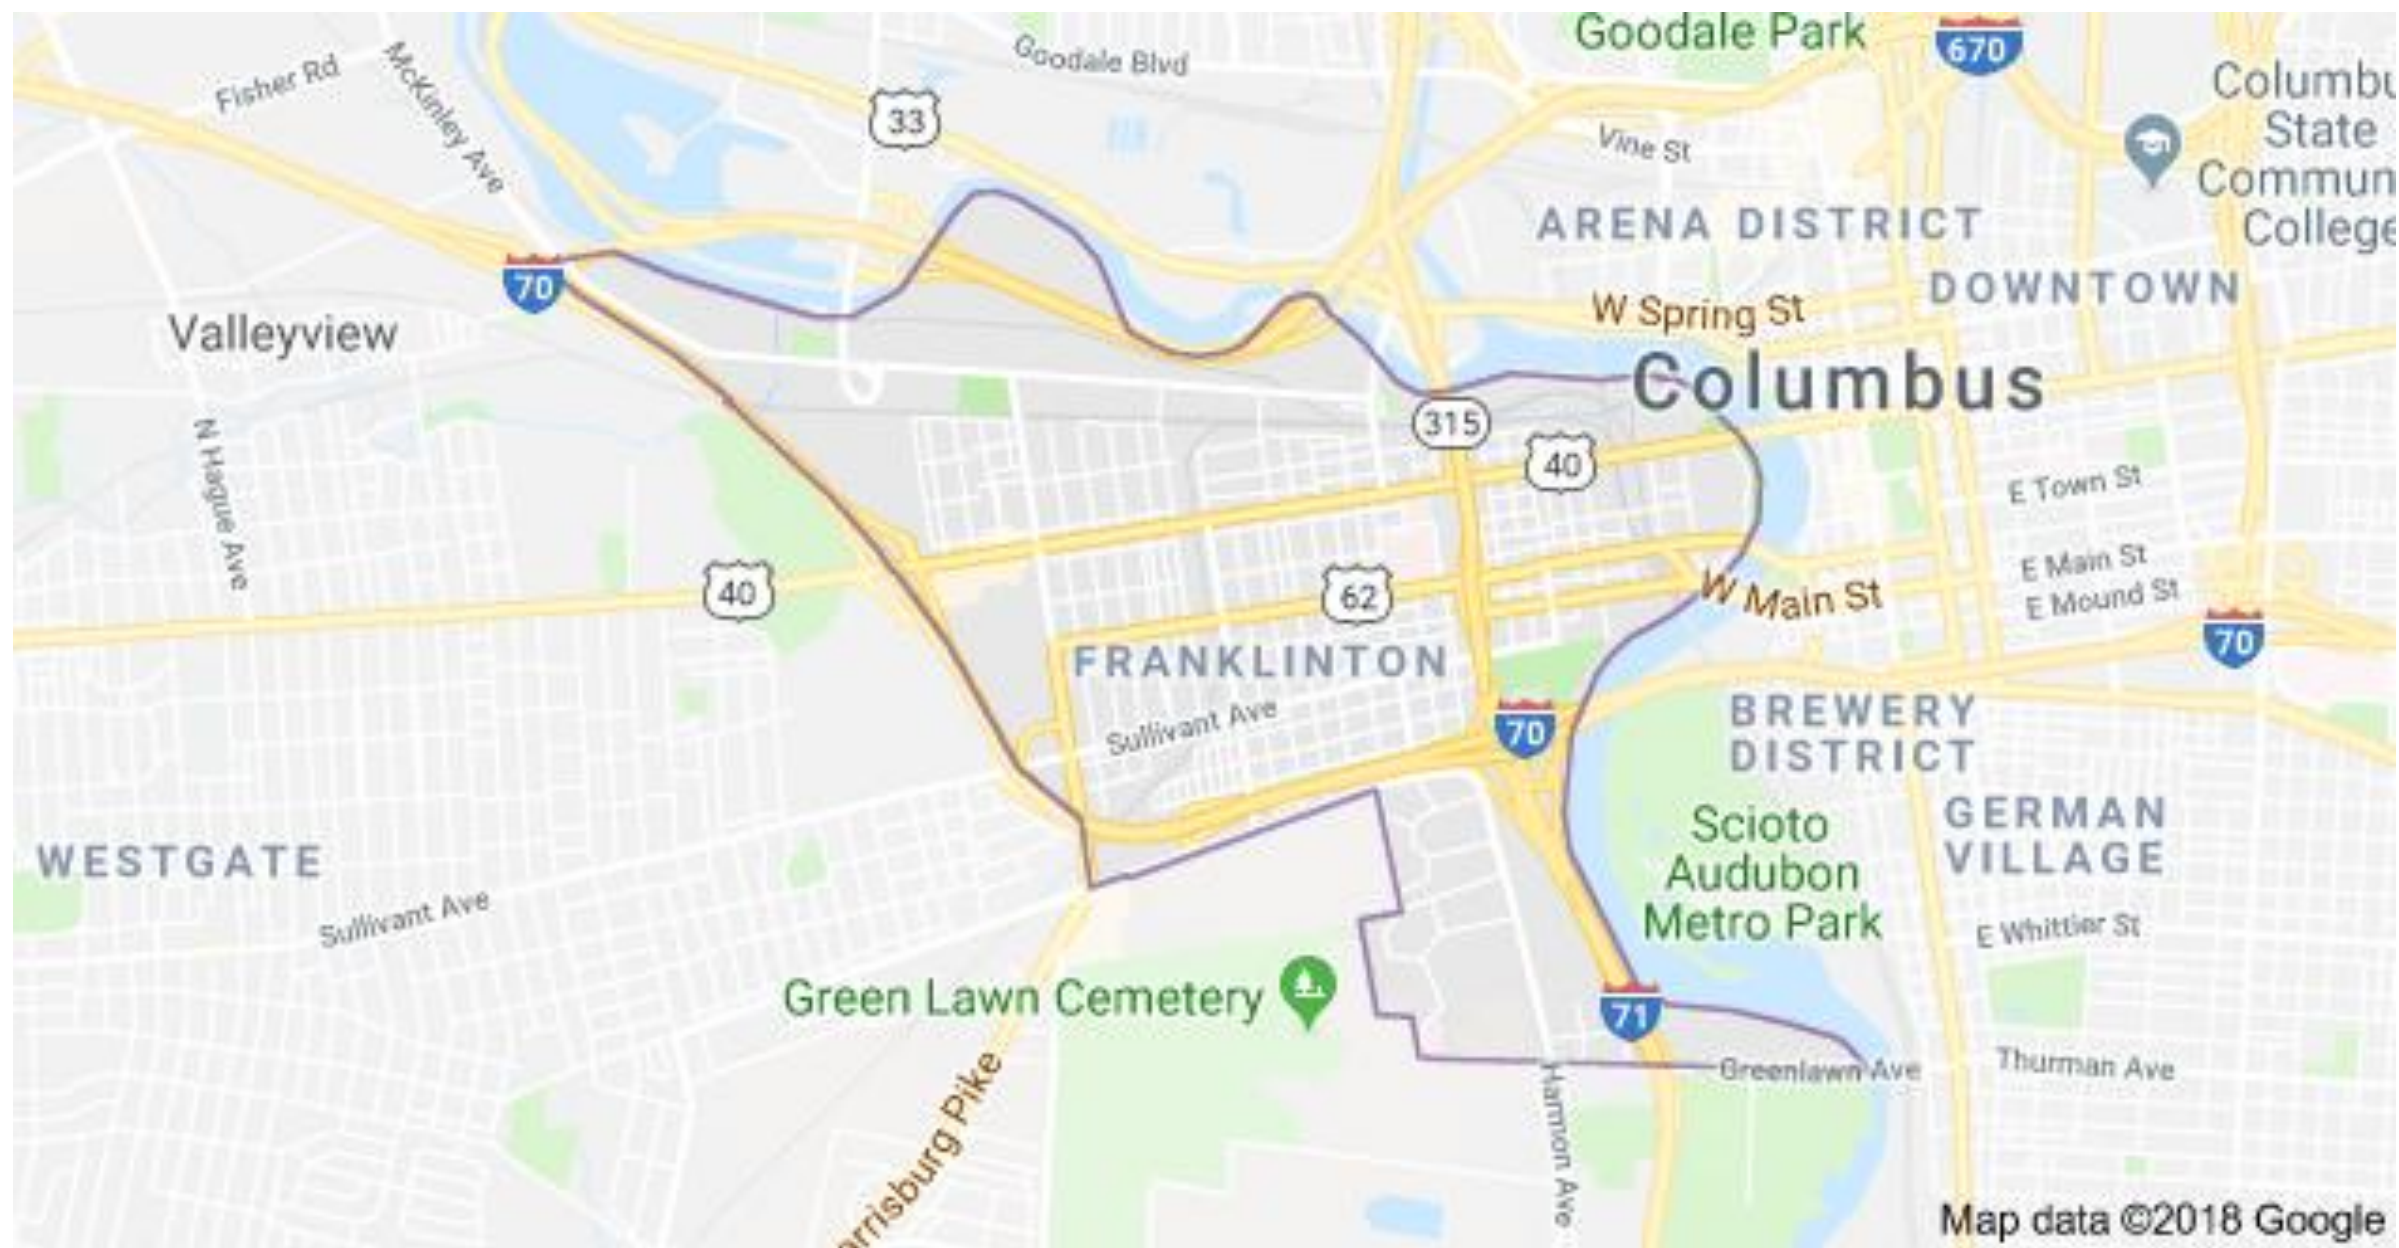 Goodale Park
670
Goodale Blvd
Fisher Rd
McKinley Ave
33
Vine St
Columbu
State
Commun
College
ARENA DISTRICT
DOWNTOWN
70
W Spring St
Valleyview
Columbus
315
40
N Hague Ave
E Town St
40
62
W Main St
E Main St
E Mound St
70
FRANKLINTON
Sullivant Ave
70
BREWERY
DISTRICT
WESTGATE
Sullivant Ave
Scioto
Audubon
Metro Park
GERMAN
VILLAGE
E Whittier St
Green Lawn Cemetery
71
Greenlawn Ave
Thurman Ave
Harmon Ave
arrisburg Pike
Map data ©2018 Google